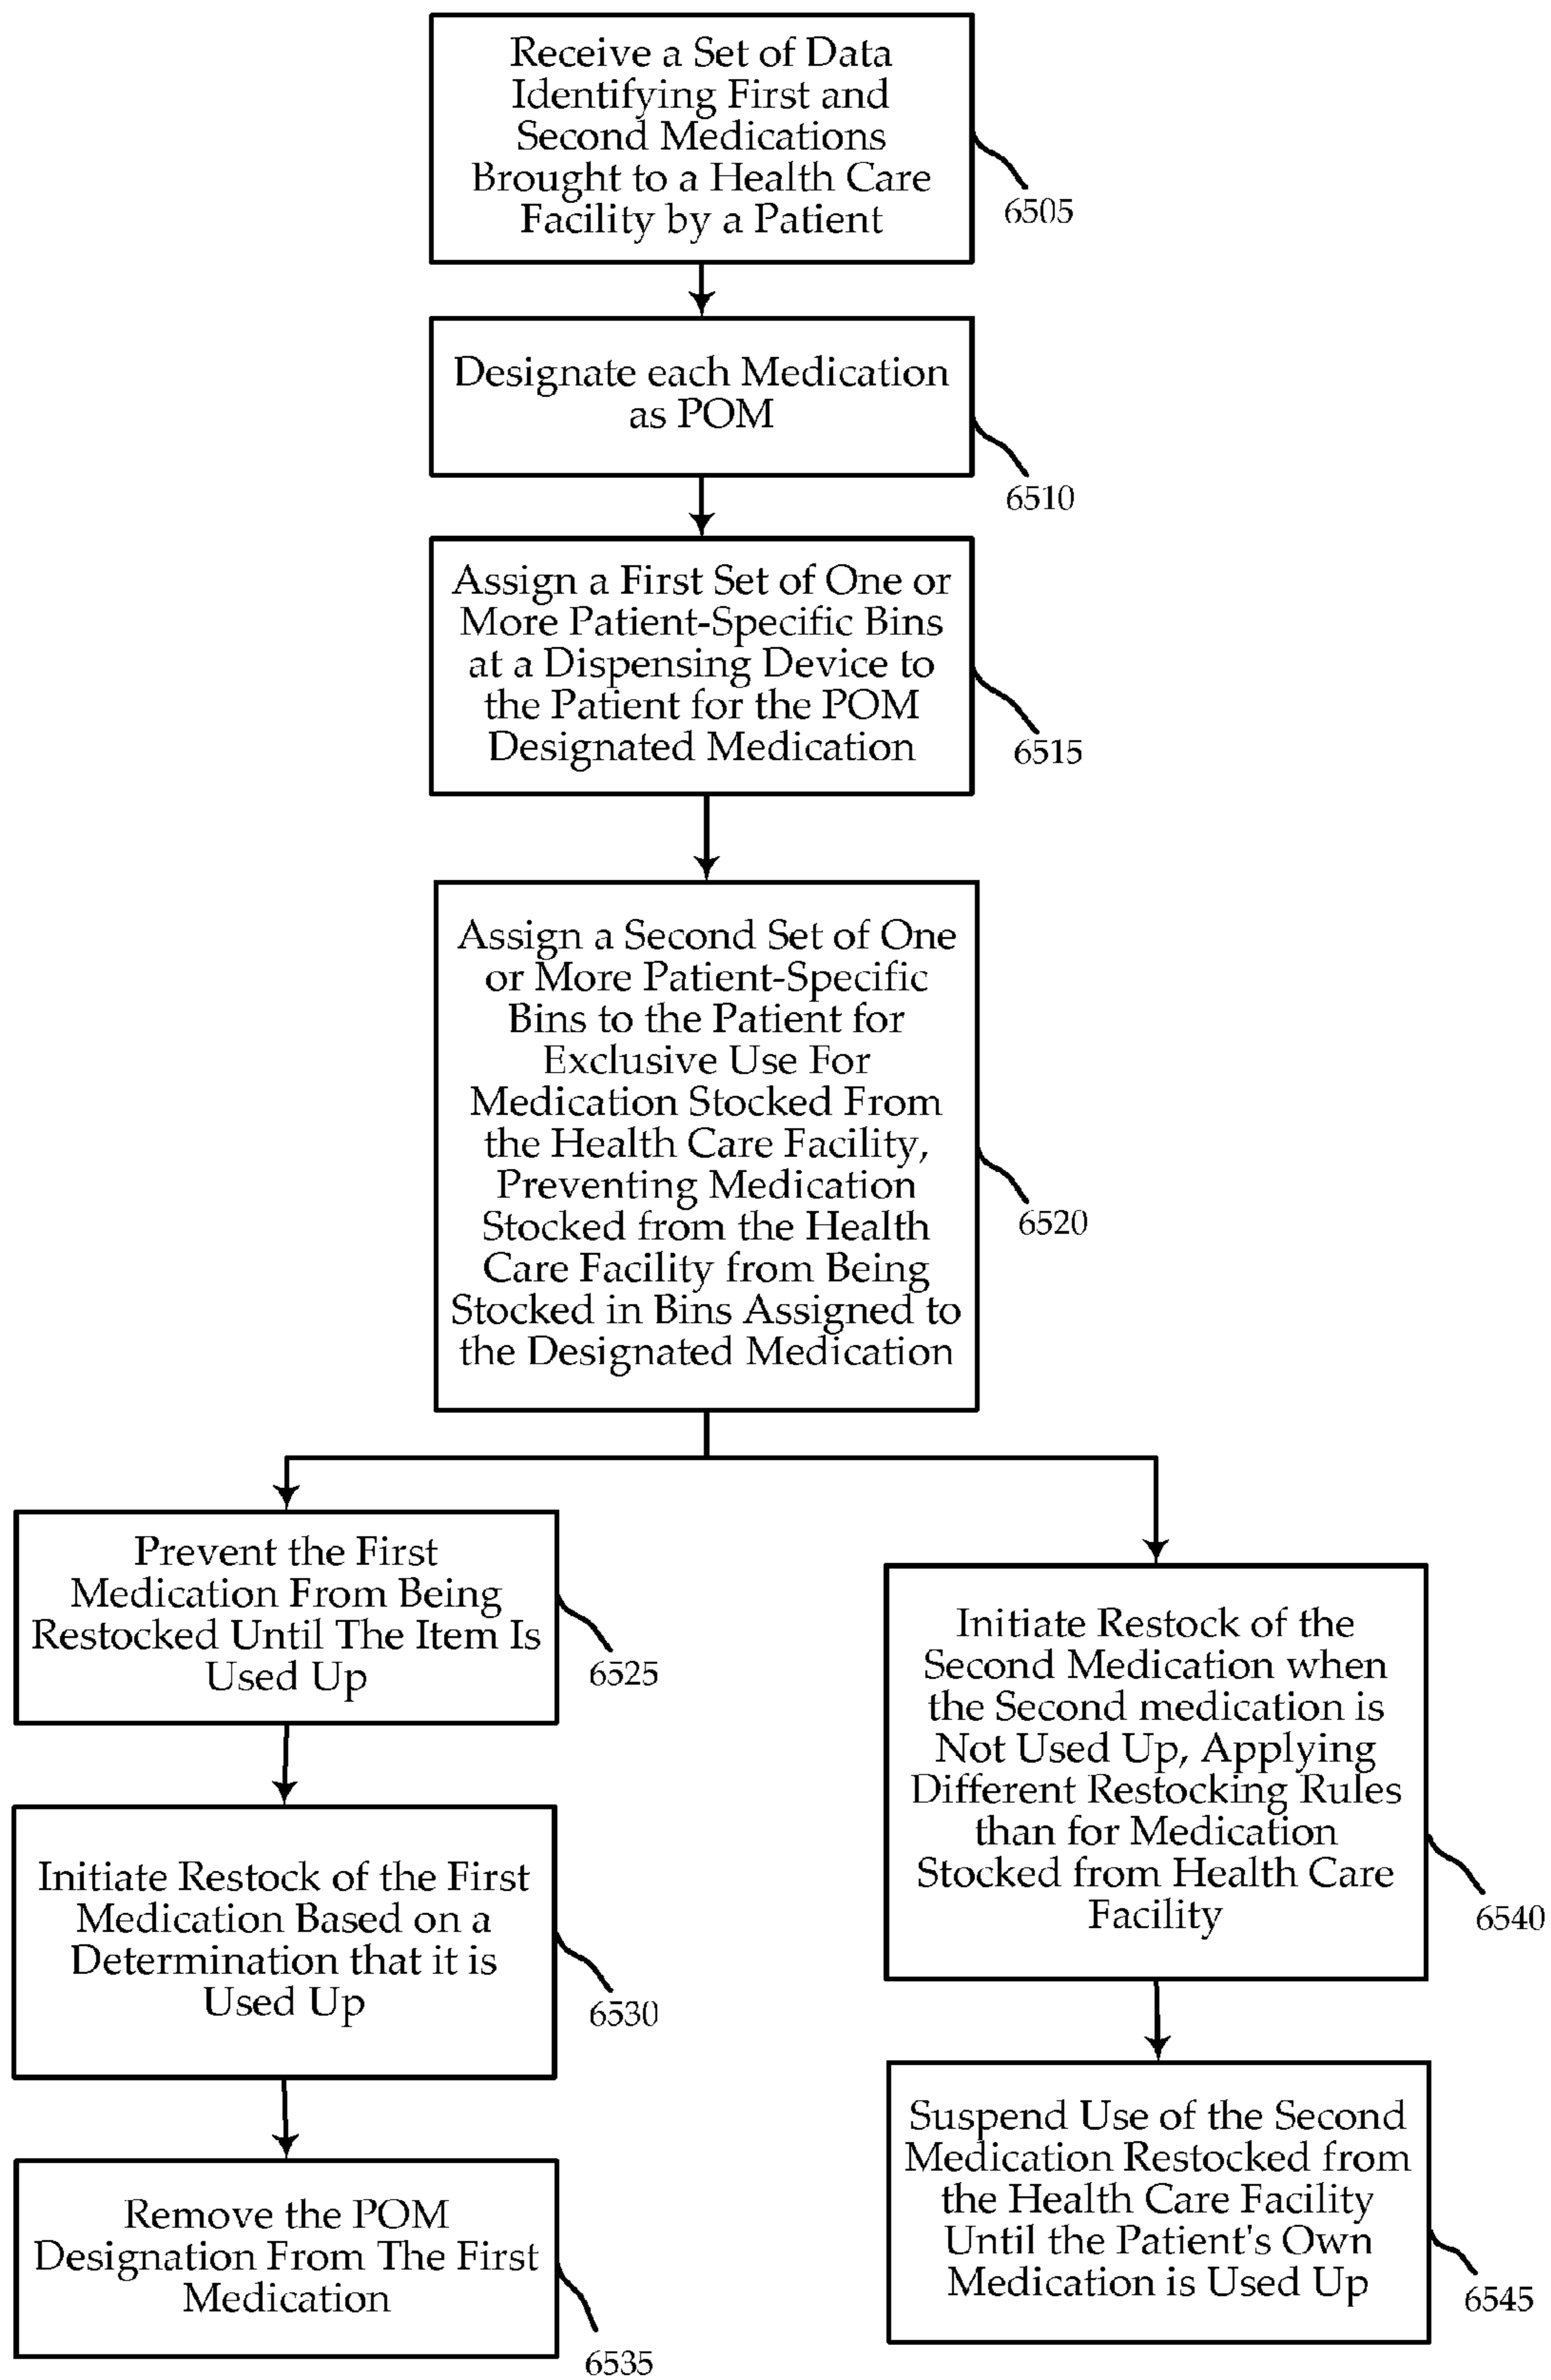 Receive a Set of Data
Identifying First and
Second Medications
Brought to a Health Care
Facility by a Patient
6505
Designate each Medication
as POM
6510
Assign a First Set of One or
More Patient-Specific Bins
at a Dispensing Device to
the Patient for the POM
Designated Medication
6515
Assign a Second Set of One
or More Patient-Specific
Bins to the Patient for
Exclusive Use For
Medication Stocked From
the Health Care Facility,
Preventing Medication
Stocked from the Health
Care Facility from Being
Stocked in Bins Assigned to
the Designated Medication
6520
Prevent the First
Medication From Being
Restocked Until The Item Is
Used Up
6525
Initiate Restock of the First
Medication Based on a
Determination that it is
Used Up
6530
Remove the POM
Designation From The First
Medication
6535
Initiate Restock of the
Second Medication when
the Second medication is
Not Used Up, Applying
Different Restocking Rules
than for Medication
Stocked from Health Care
Facility
6540
Suspend Use of the Second
Medication Restocked from
the Health Care Facility
Until the Patient's Own
Medication is Used Up
6545